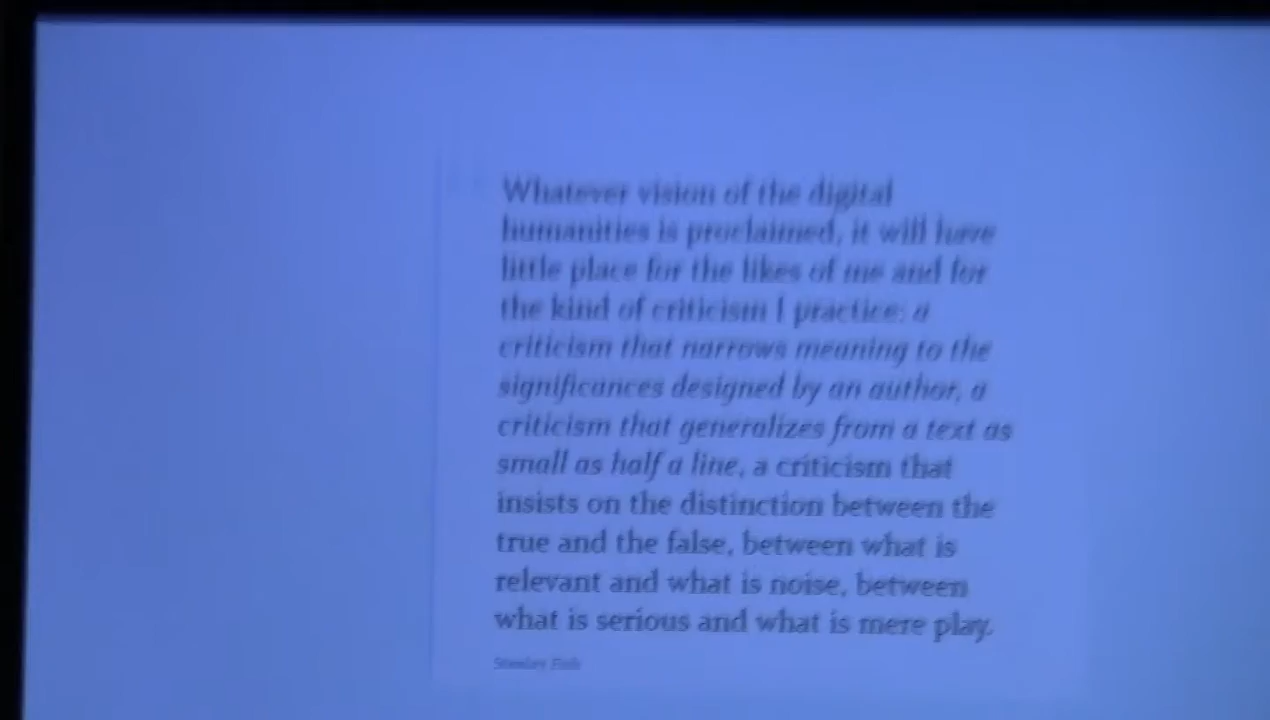 Whatever vision of the digital
humanities is proclaimed, it will have
little place for the likes of me and for
the kind of criticism I practice: a
criticism that narrows meaning to the
significances designed by an author, a
criticism that generalizes from a text as
small as half a line, a criticism that
insists on the distinction between the
true and the false, between what is
relevant and what is noise, between
what is serious and what is mere play.
Stanley Fish